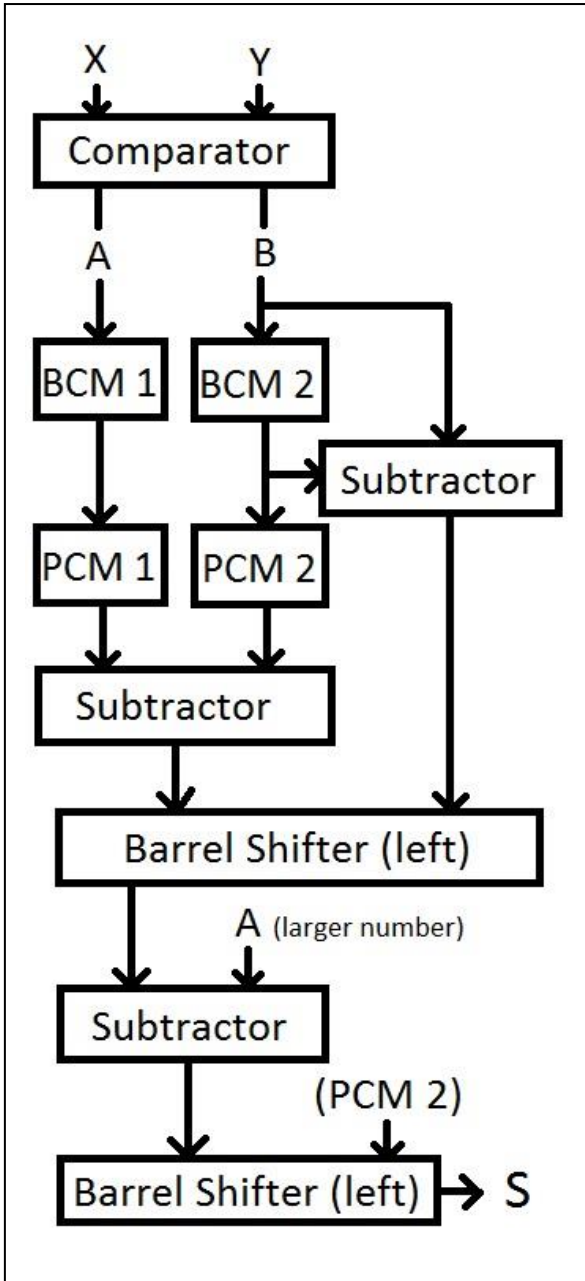 X Y
Comparator
A B
BCM 1 BCM 2
Subtractor
PCM 1 PCM 2
Subtractor
Barrel Shifter (left)
A (larger number)
Subtractor
(PCM 2)
Barrel Shifter (left) S